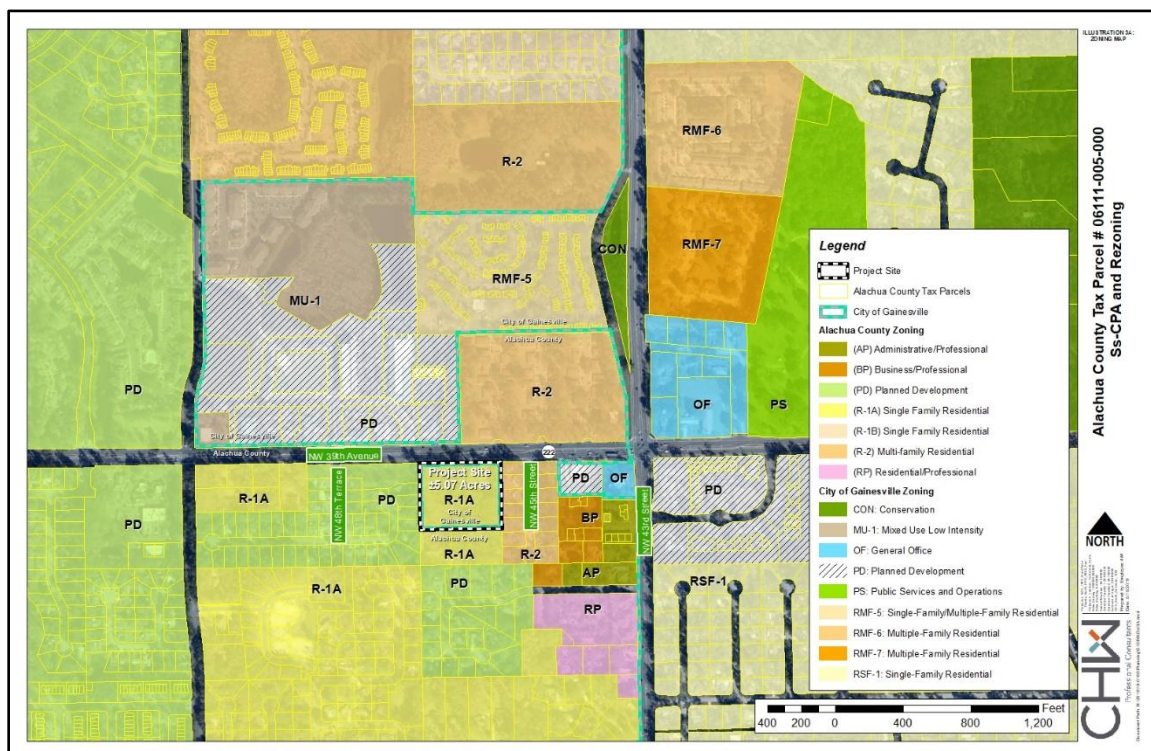 ILLUSTRATION 3A:
ZONING MAP
Alachua County Tax Parcel # 06111-005-000
Ss-CPA and Rezoning
R-2
RMF-6
RMF-7
CON
RMF-5
MU-1
City of Gainesville
Alachua County
PD
R-2
OF
PS
PD
City of Gainesville
Alachua County
NW 39th Avenue
222
Project Site
±5.07 Acres
R-1A
City of
Gainesville
Alachua County
R-1A
NW 48th Terrace
PD
NW 45th Street
PD
OF
NW 43rd Street
PD
PD
BP
R-1A
R-2
AP
RSF-1
R-1A
PD
RP
Legend
Project Site
Alachua County Tax Parcels
City of Gainesville
Alachua County Zoning
(AP) Administrative/Professional
(BP) Business/Professional
(PD) Planned Development
(R-1A) Single Family Residential
(R-1B) Single Family Residential
(R-2) Multi-family Residential
(RP) Residential/Professional
City of Gainesville Zoning
CON: Conservation
MU-1: Mixed Use Low Intensity
OF: General Office
PD: Planned Development
PS: Public Services and Operations
RMF-5: Single-Family/Multiple-Family Residential
RMF-6: Multiple-Family Residential
RMF-7: Multiple-Family Residential
RSF-1: Single-Family Residential
Feet
400 200 0 400 800 1,200
NORTH
CHW
Professional Consultants